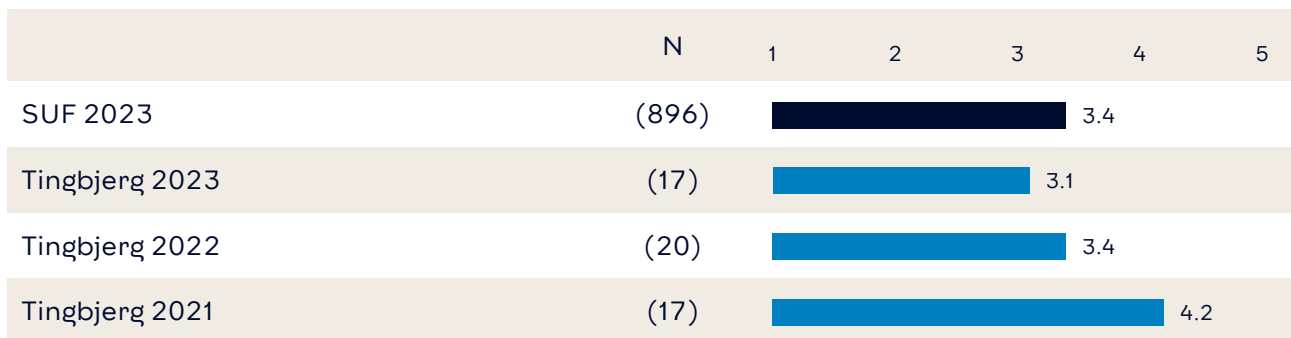 N 1 2 3 4 5
SUF 2023 (896) 3.4
Tingbjerg 2023 (17) 3.1
Tingbjerg 2022 (20) 3.4
Tingbjerg 2021 (17) 4.2